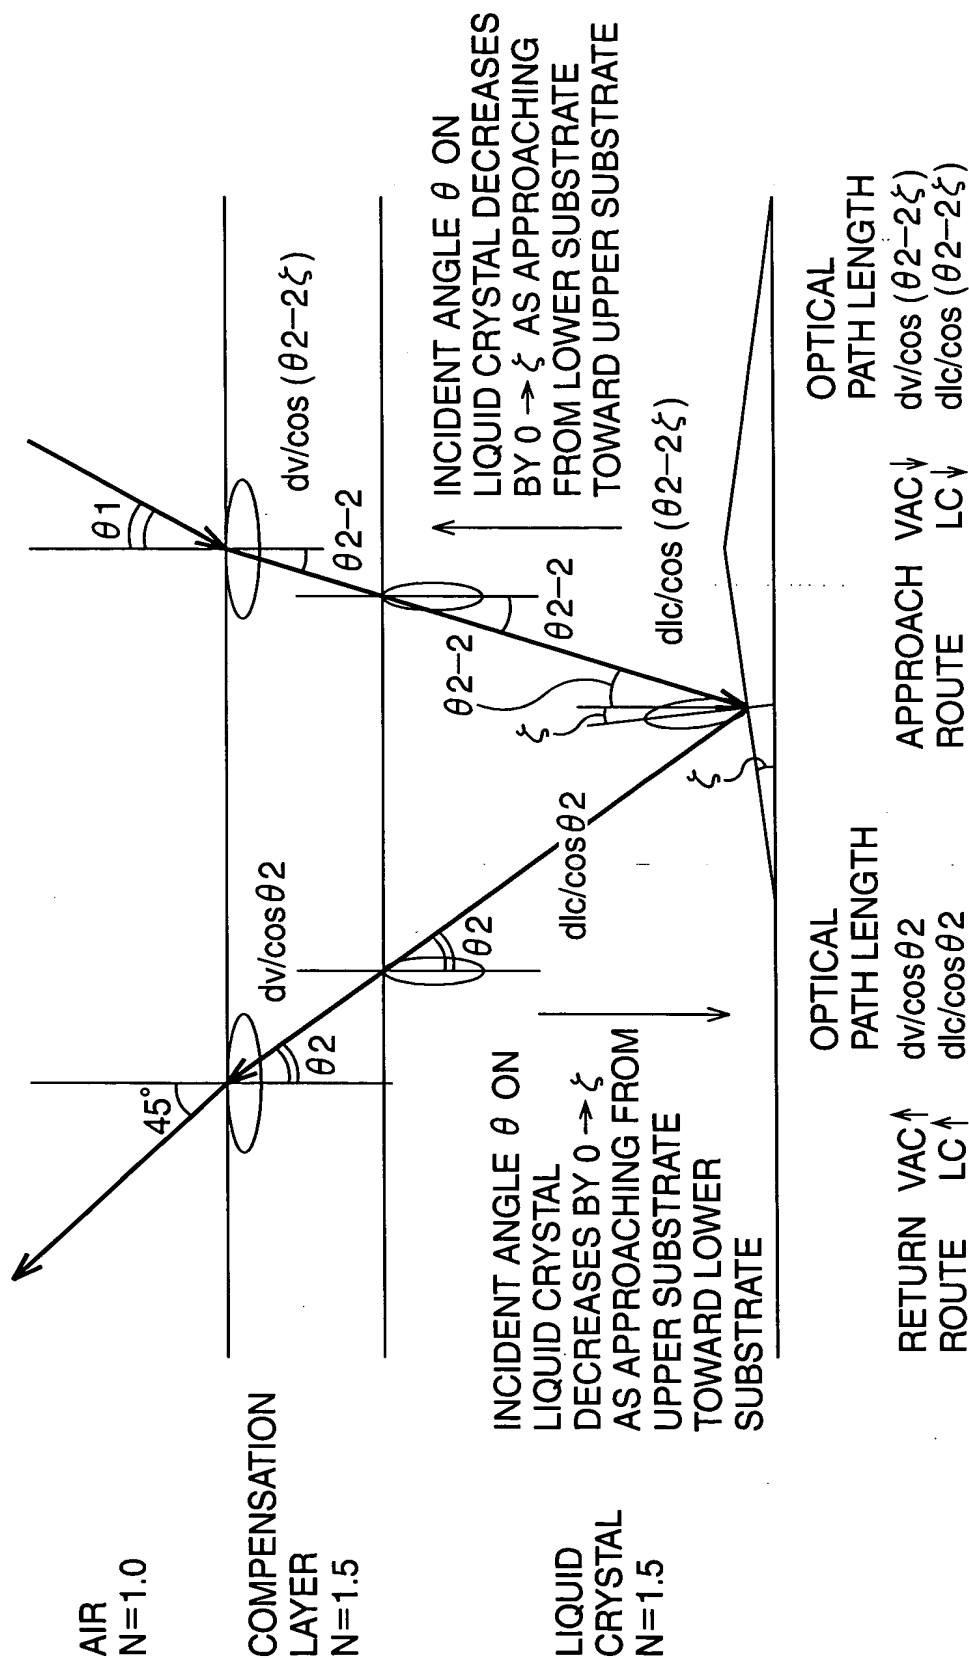 AIR
N=1.0
COMPENSATION
LAYER
N=1.5
LIQUID
CRYSTAL
N=1.5
45°
θ2
dv/cosθ2
θ2
dlc/cosθ2
θ1
θ2−2
dv/cos (θ2−2ζ)
θ2−2
θ2−2
dlc/cos (θ2−2ζ)
ζ
ζ
INCIDENT ANGLE θ ON
LIQUID CRYSTAL
DECREASES BY 0→ζ
AS APPROACHING FROM
UPPER SUBSTRATE
TOWARD LOWER
SUBSTRATE
INCIDENT ANGLE θ ON
LIQUID CRYSTAL DECREASES
BY 0→ζ AS APPROACHING
FROM LOWER SUBSTRATE
TOWARD UPPER SUBSTRATE
OPTICAL
PATH LENGTH
RETURN VAC↑ dv/cosθ2
ROUTE LC↑ dlc/cosθ2
OPTICAL
PATH LENGTH
APPROACH VAC↓ dv/cos (θ2−2ζ)
ROUTE LC↓ dlc/cos (θ2−2ζ)